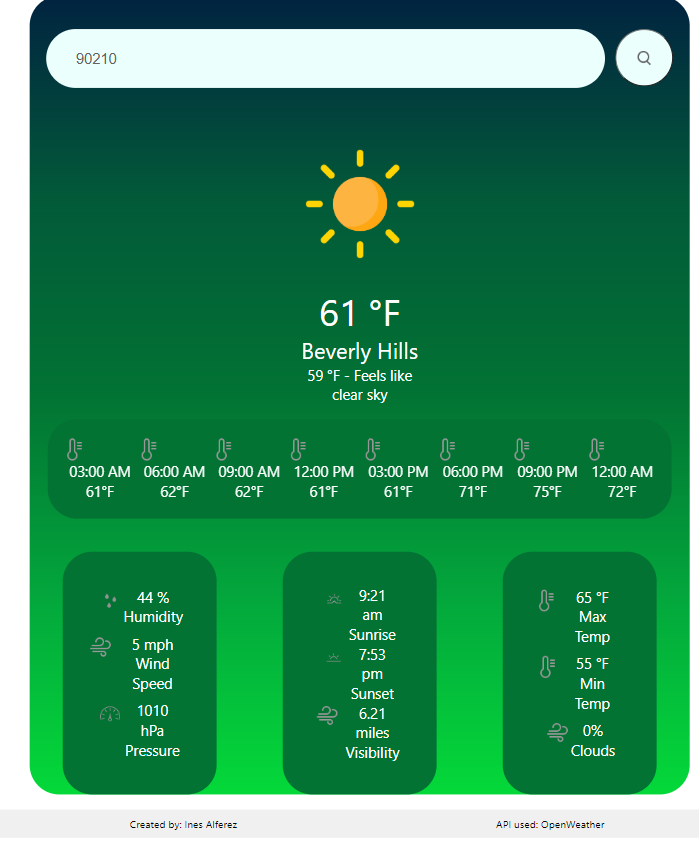 90210
61 °F
Beverly Hills
59 °F - Feels like
clear sky
03:00 AM 06:00 AM 09:00 AM 12:00 PM 03:00 PM 06:00 PM 09:00 PM 12:00 AM
61°F 62°F 62°F 61°F 61°F 71°F 75°F 72°F
44 %
Humidity
5 mph
Wind
Speed
1010
hPa
Pressure
9:21
am
Sunrise
7:53
pm
Sunset
6.21
miles
Visibility
65 °F
Max
Temp
55 °F
Min
Temp
0%
Clouds
Created by: Ines Alferez
API used: OpenWeather